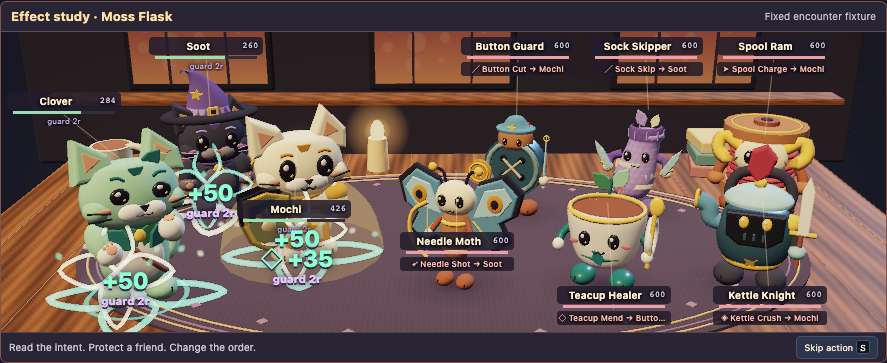 Effect study · Moss Flask
Fixed encounter fixture
Soot 260
guard 2r
Button Guard 600
Button Cut → Mochi
Sock Skipper 600
Sock Skip → Soot
Spool Ram 600
Spool Charge → Mochi
Clover 284
guard 2r
+50
guard 2r
Mochi 426
guard 2r
+50
+35
guard 2r
Needle Moth 600
Needle Shot → Soot
+50
guard 2r
Teacup Healer 600
Teacup Mend → Butto...
Kettle Knight 600
Kettle Crush → Mochi
Read the intent. Protect a friend. Change the order.
Skip action S